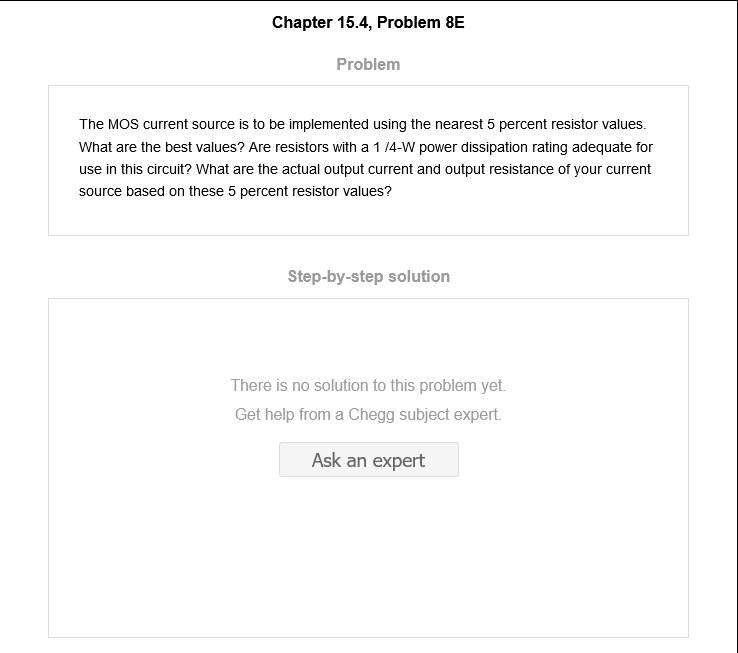 Chapter 15.4, Problem 8E
Problem
The MOS current source is to be implemented using the nearest 5 percent resistor values.
What are the best values? Are resistors with a 1 /4-W power dissipation rating adequate for
use in this circuit? What are the actual output current and output resistance of your current
source based on these 5 percent resistor values?
Step-by-step solution
There is no solution to this problem yet.
Get help from a Chegg subject expert.
Ask an expert